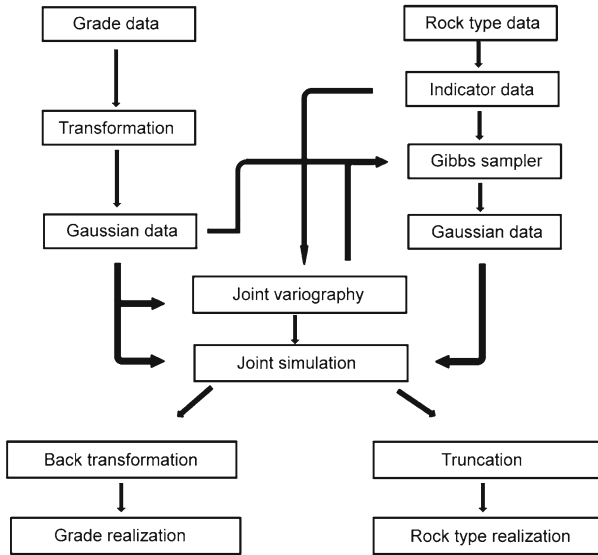 Grade data
Rock type data
Indicator data
Transformation
Gibbs sampler
Gaussian data
Gaussian data
Joint variography
Joint simulation
Back transformation
Truncation
Grade realization
Rock type realization